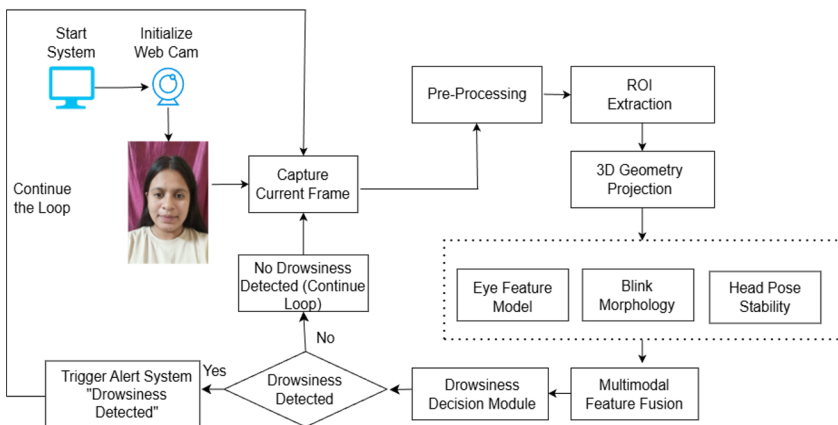 Start
System
Initialize
Web Cam
Continue
the Loop
Capture
Current Frame
Pre-Processing
ROI
Extraction
3D Geometry
Projection
Eye Feature
Model
Blink
Morphology
Head Pose
Stability
Multimodal
Feature Fusion
Drowsiness
Decision Module
Drowsiness
Detected
No
No Drowsiness
Detected (Continue
Loop)
Yes
Trigger Alert System
"Drowsiness
Detected"